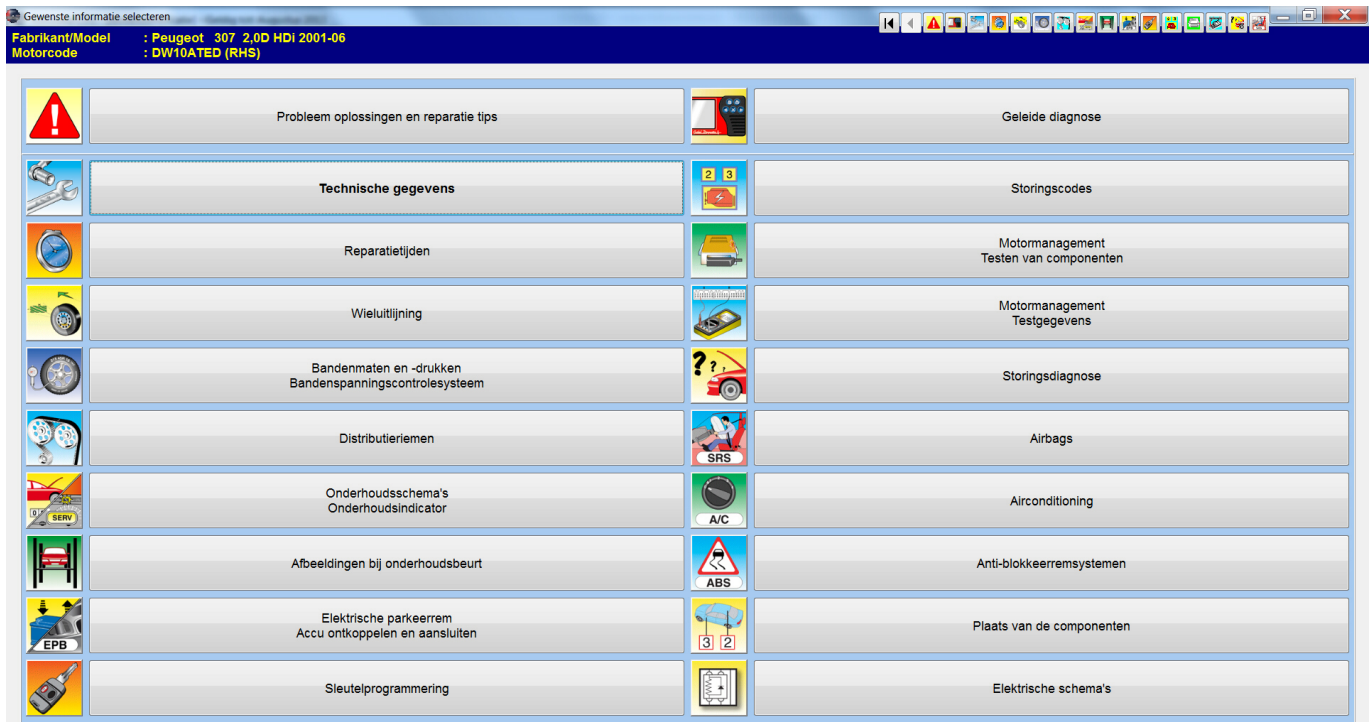 Gewenste informatie selecteren
Fabrikant/Model : Peugeot 307 2,0D HDi 2001-06
Motorcode : DW10ATED (RHS)
Probleem oplossingen en reparatie tips
Geleide diagnose
Technische gegevens
2 3
Storingscodes
Reparatietijden
Motormanagement
Testen van componenten
Wieluitlijning
Motormanagement
Testgegevens
Bandenmaten en -drukken
Bandenspanningscontrolesysteem
? ? ?
Storingsdiagnose
Distributieriemen
SRS
Airbags
SERV
Onderhoudsschema's
Onderhoudsindicator
A/C
Airconditioning
Afbeeldingen bij onderhoudsbeurt
ABS
Anti-blokkeerremsystemen
EPB
Elektrische parkeerrem
Accu ontkoppelen en aansluiten
3 2
Plaats van de componenten
Sleutelprogrammering
Elektrische schema's